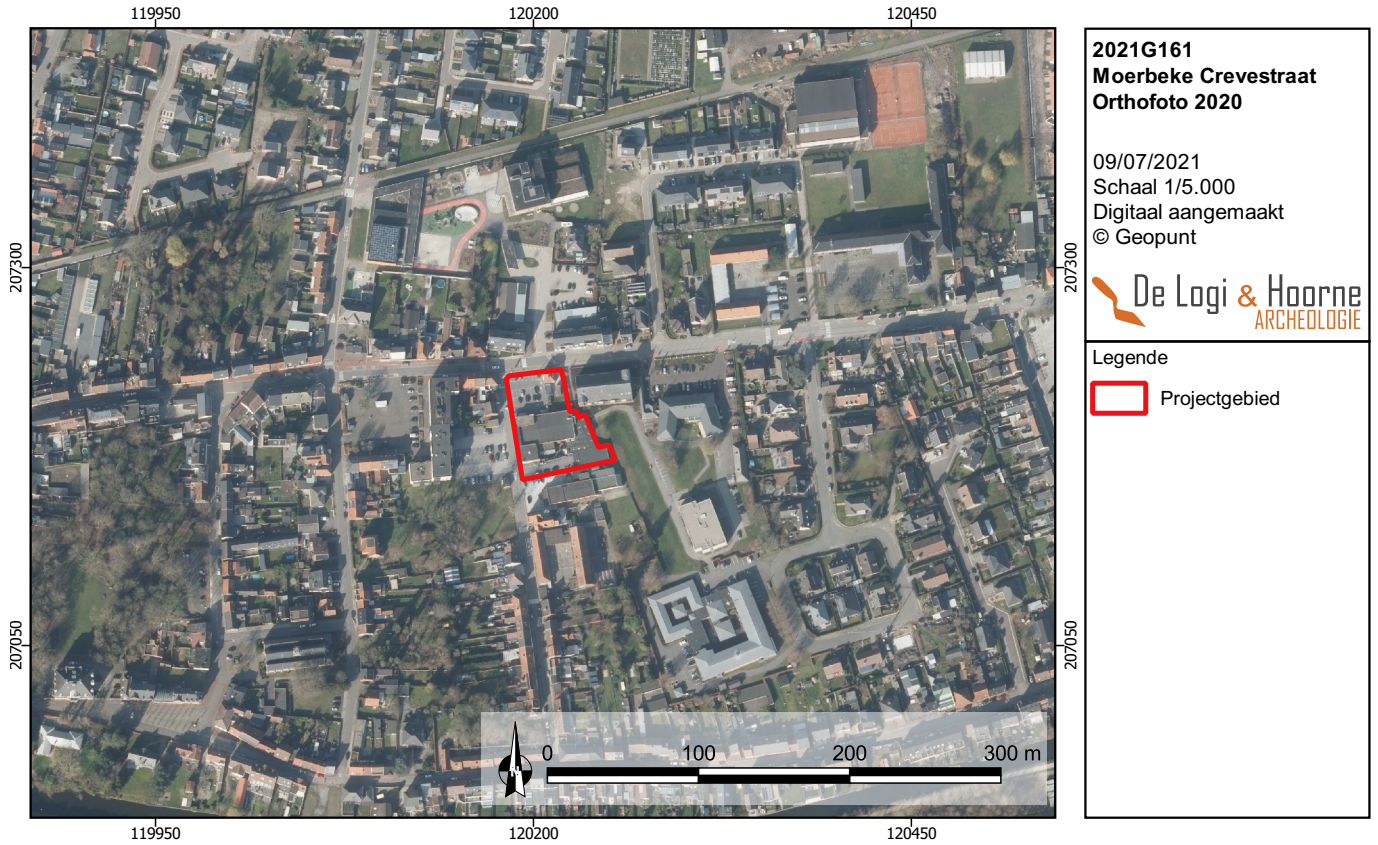 119950
120200
120450
207300
207300
207050
207050
119950
120200
120450
N
0 100 200 300 m
2021G161
Moerbeke Crevestraat
Orthofoto 2020
09/07/2021
Schaal 1/5.000
Digitaal aangemaakt
© Geopunt
De Logi & Hoorne
ARCHEOLOGIE
Legende
Projectgebied